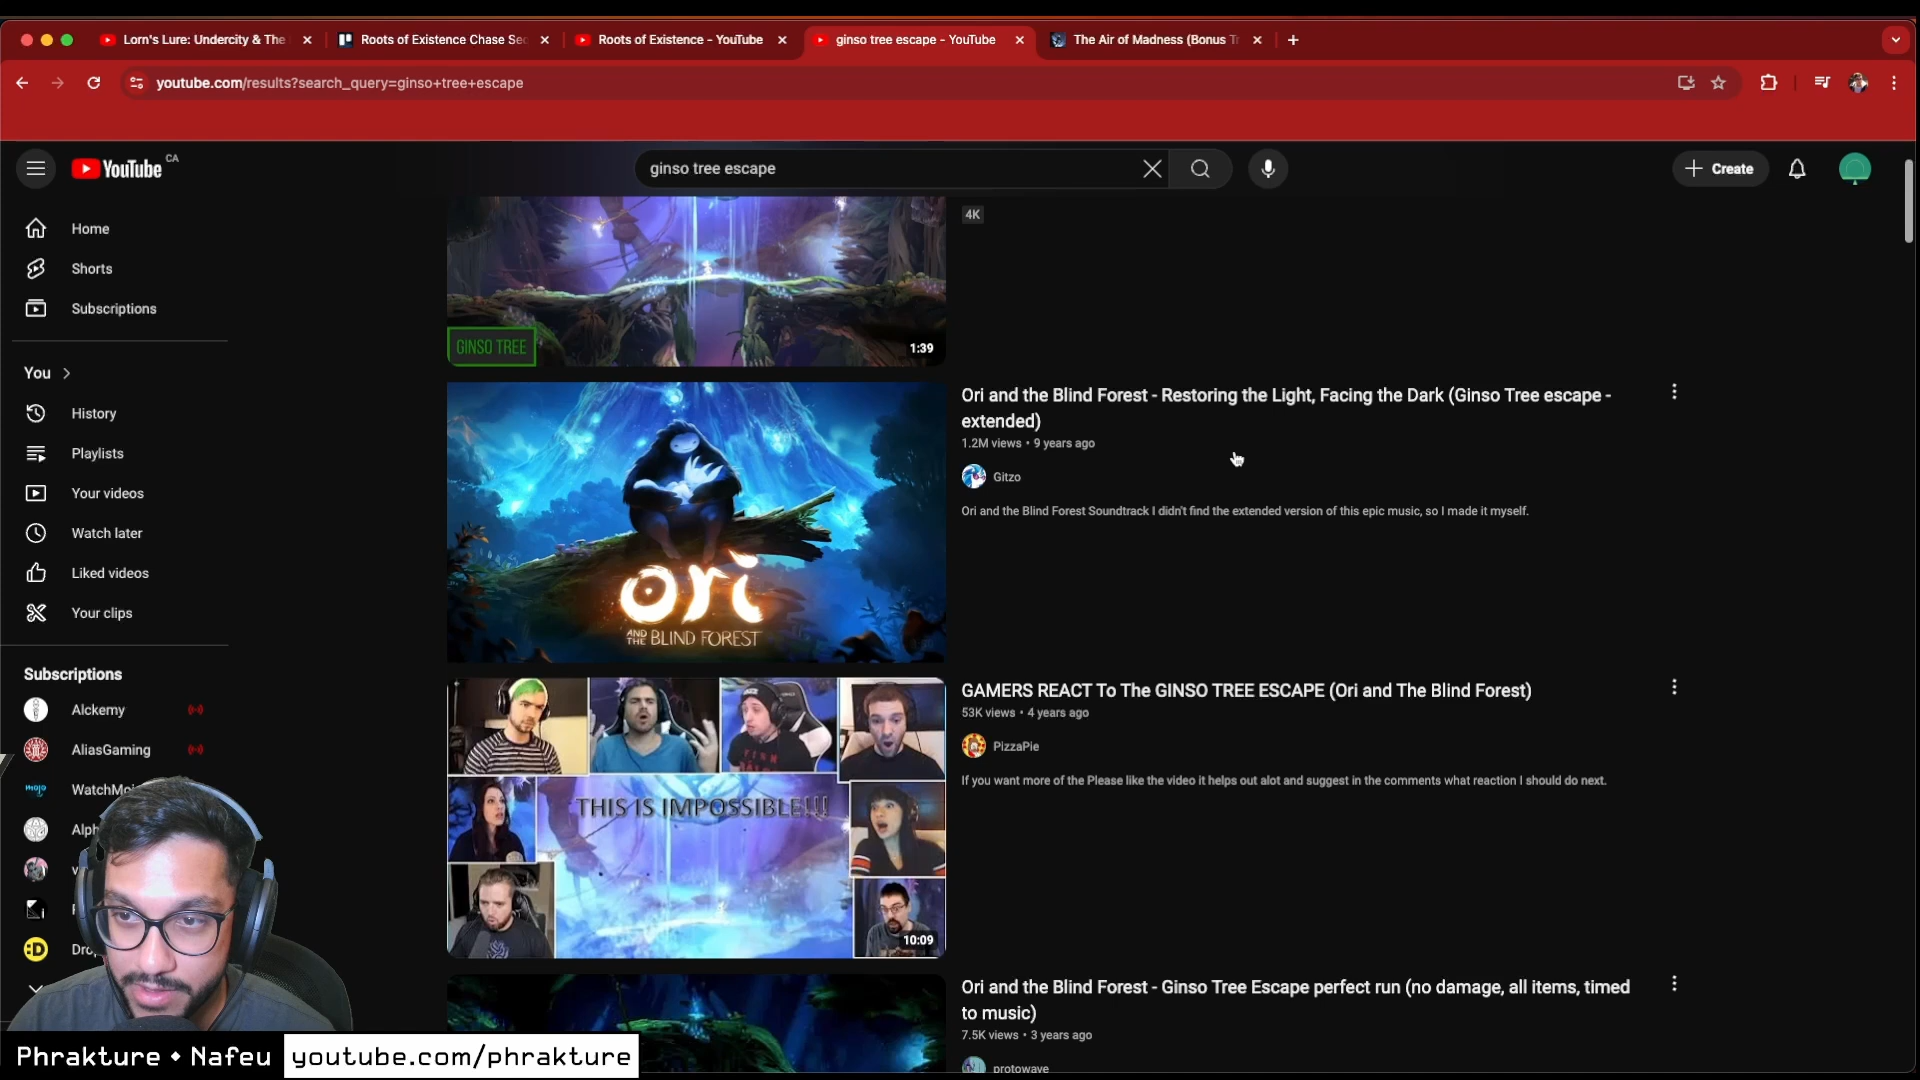 Lorn's Lure: Undercity & The
Roots of Existence Chase Sec
Roots of Existence - YouTube
ginso tree escape - YouTube
The Air of Madness (Bonus Tr
youtube.com/results?search_query=ginso+tree+escape
YouTube CA
ginso tree escape
Create
Home
Shorts
Subscriptions
You
History
Playlists
Your videos
Watch later
Liked videos
Your clips
Subscriptions
Alckemy
AliasGaming
mojo
WatchMo
Alph
v
Dro
GINSO TREE
1:39
4K
ori
AND THE BLIND FOREST
Ori and the Blind Forest - Restoring the Light, Facing the Dark (Ginso Tree escape -
extended)
1.2M views • 9 years ago
Gitzo
Ori and the Blind Forest Soundtrack I didn't find the extended version of this epic music, so I made it myself.
THIS IS IMPOSSIBLE!!!
10:09
GAMERS REACT To The GINSO TREE ESCAPE (Ori and The Blind Forest)
53K views • 4 years ago
PizzaPie
If you want more of the Please like the video it helps out alot and suggest in the comments what reaction I should do next.
Ori and the Blind Forest - Ginso Tree Escape perfect run (no damage, all items, timed
to music)
7.5K views • 3 years ago
protowave
Phrakture • Nafeu
youtube.com/phrakture